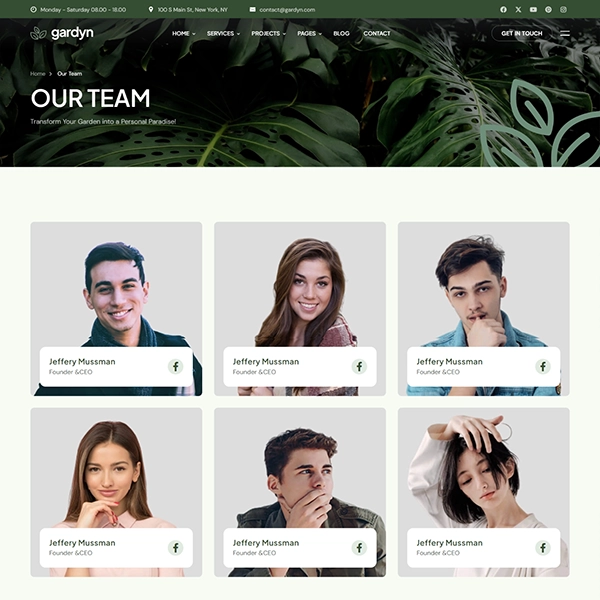 Monday - Saturday 08.00 - 18.00 100 S Main St, New York, NY contact@gardyn.com
gardyn HOME SERVICES PROJECTS PAGES BLOG CONTACT GET IN TOUCH
Home Our Team
OUR TEAM
Transform Your Garden into a Personal Paradise!
Jeffery Mussman Jeffery Mussman Jeffery Mussman
Founder &CEO Founder &CEO Founder &CEO
Jeffery Mussman Jeffery Mussman Jeffery Mussman
Founder &CEO Founder &CEO Founder &CEO